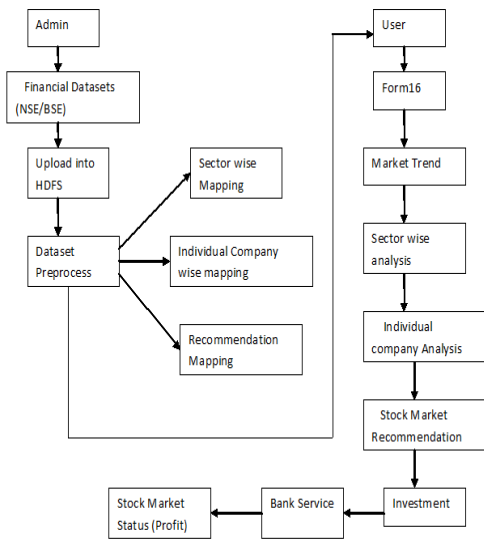 Admin
Financial Datasets
(NSE/BSE)
Upload into
HDFS
Dataset
Preprocess
Sector wise
Mapping
Individual Company
wise mapping
Recommendation
Mapping
User
Form16
Market Trend
Sector wise
analysis
Individual
company Analysis
Stock Market
Recommendation
Investment
Bank Service
Stock Market
Status (Profit)